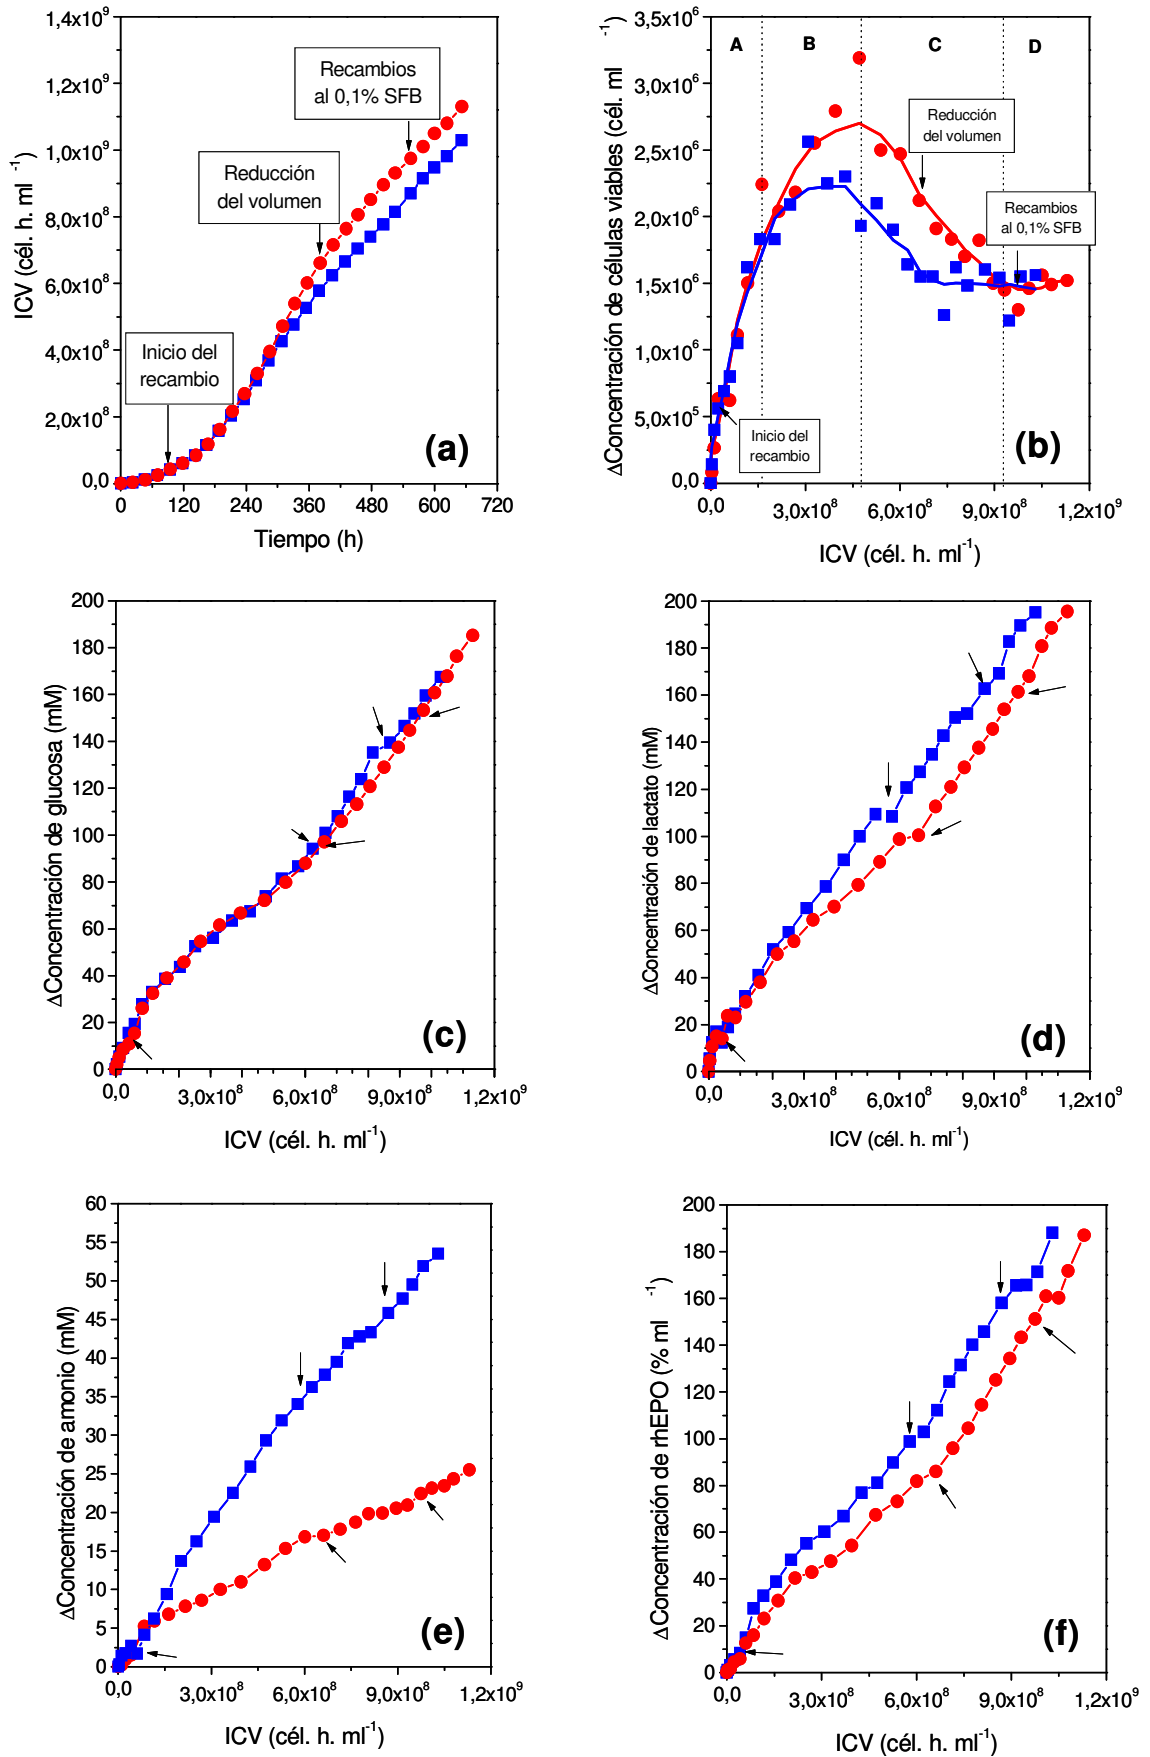 1,4x10⁹
1,2x10⁹
1,0x10⁹
8,0x10⁸
6,0x10⁸
4,0x10⁸
2,0x10⁸
0,0
ICV (cél. h. ml ⁻¹)
Recambios
al 0,1% SFB
Reducción
del volumen
Inicio del
recambio
(a)
0 120 240 360 480 600 720
Tiempo (h)
3,5x10⁶
3,0x10⁶
2,5x10⁶
2,0x10⁶
1,5x10⁶
1,0x10⁶
5,0x10⁵
0,0
ΔConcentración de células viables (cél. ml ⁻¹)
A B C D
Reducción
del volumen
Recambios
al 0,1% SFB
Inicio del
recambio
(b)
0,0 3,0x10⁸ 6,0x10⁸ 9,0x10⁸ 1,2x10⁹
ICV (cél. h. ml⁻¹)
200
180
160
140
120
100
80
60
40
20
0
ΔConcentración de glucosa (mM)
(c)
0,0 3,0x10⁸ 6,0x10⁸ 9,0x10⁸ 1,2x10⁹
ICV (cél. h. ml⁻¹)
200
180
160
140
120
100
80
60
40
20
0
ΔConcentración de lactato (mM)
(d)
0,0 3,0x10⁸ 6,0x10⁸ 9,0x10⁸ 1,2x10⁹
ICV (cél. h. ml⁻¹)
60
55
50
45
40
35
30
25
20
15
10
5
0
ΔConcentración de amonio (mM)
(e)
0,0 3,0x10⁸ 6,0x10⁸ 9,0x10⁸ 1,2x10⁹
ICV (cél. h. ml⁻¹)
200
180
160
140
120
100
80
60
40
20
0
ΔConcentración de rhEPO (% ml ⁻¹)
(f)
0,0 3,0x10⁸ 6,0x10⁸ 9,0x10⁸ 1,2x10⁹
ICV (cél. h. ml⁻¹)